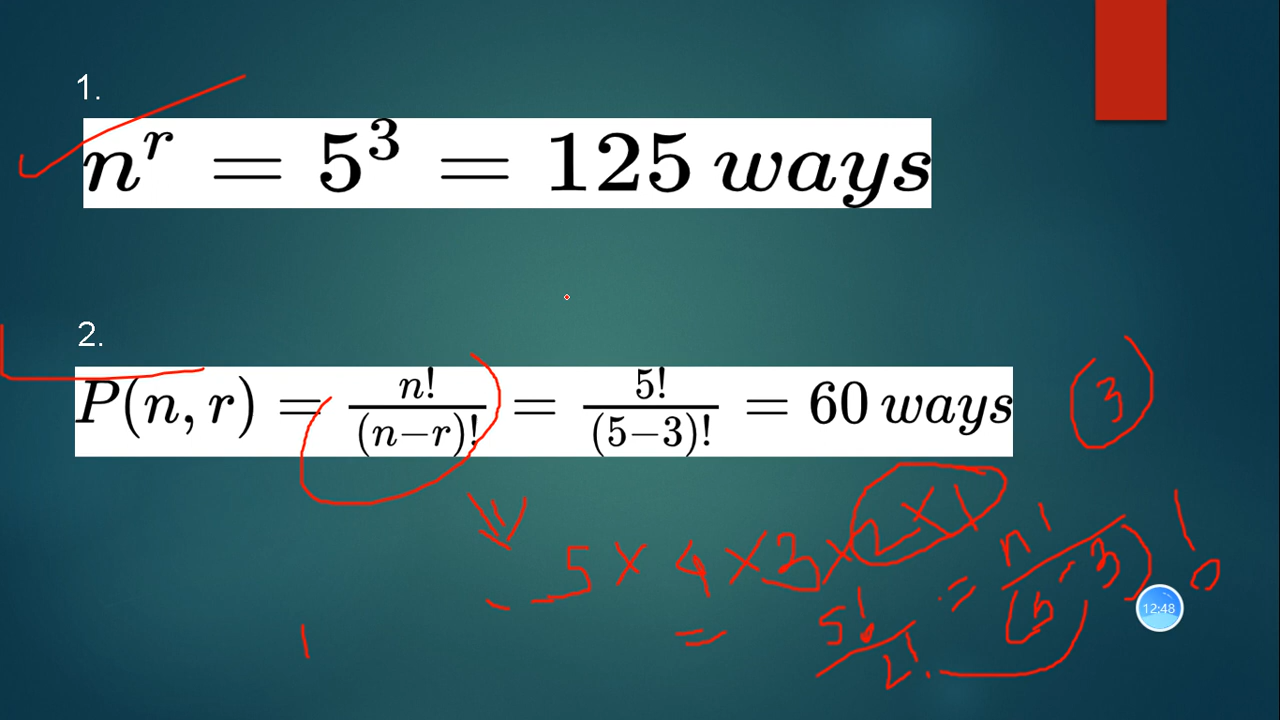 1.
n^r = 5^3 = 125 ways
2.
P(n, r) = n!/(n−r)! = 5!/(5−3)! = 60 ways
3
5 × 4 × 3 × 2 × 1
= 5!/2! = n!/(5-3)!
12:48